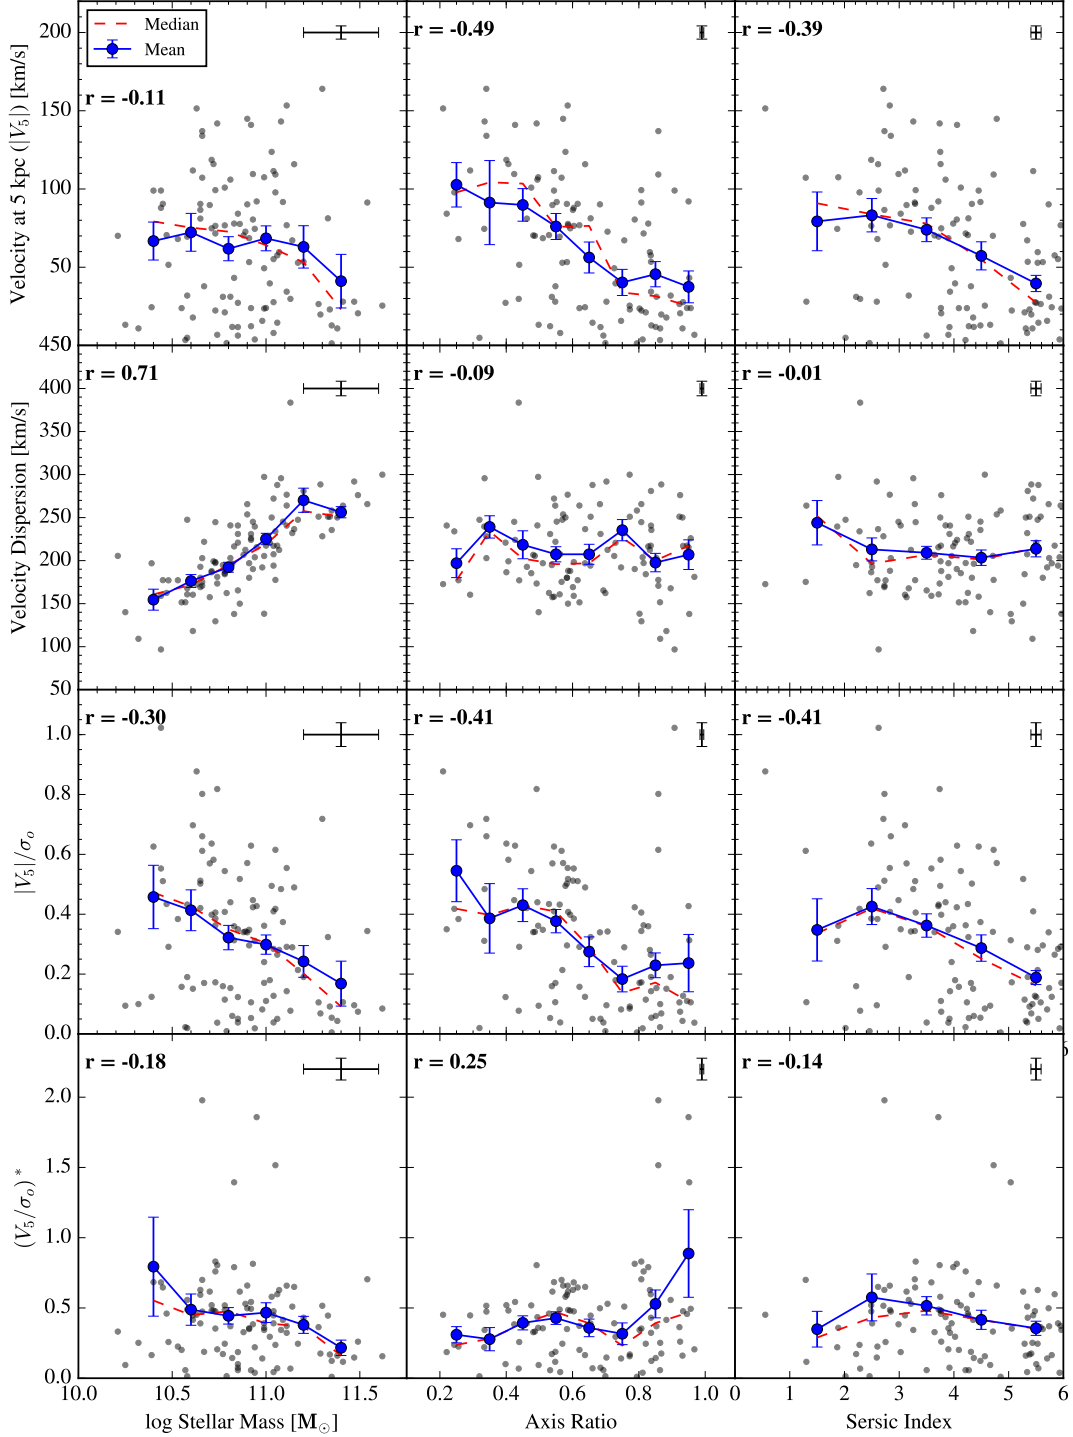 Median
Mean
r = -0.11
r = -0.49
r = -0.39
200
150
100
50
450
Velocity at 5 kpc (|V₅|) [km/s]
r = 0.71
r = -0.09
r = -0.01
400
350
300
250
200
150
100
50
Velocity Dispersion [km/s]
r = -0.30
r = -0.41
r = -0.41
1.0
0.8
0.6
0.4
0.2
0.0
|V₅|/σₒ
6
r = -0.18
r = 0.25
r = -0.14
2.0
1.5
1.0
0.5
0.0
(V₅/σₒ)*
10.0 10.5 11.0 11.5 0.2 0.4 0.6 0.8 1.0 0 1 2 3 4 5 6
log Stellar Mass [M☉] Axis Ratio Sersic Index